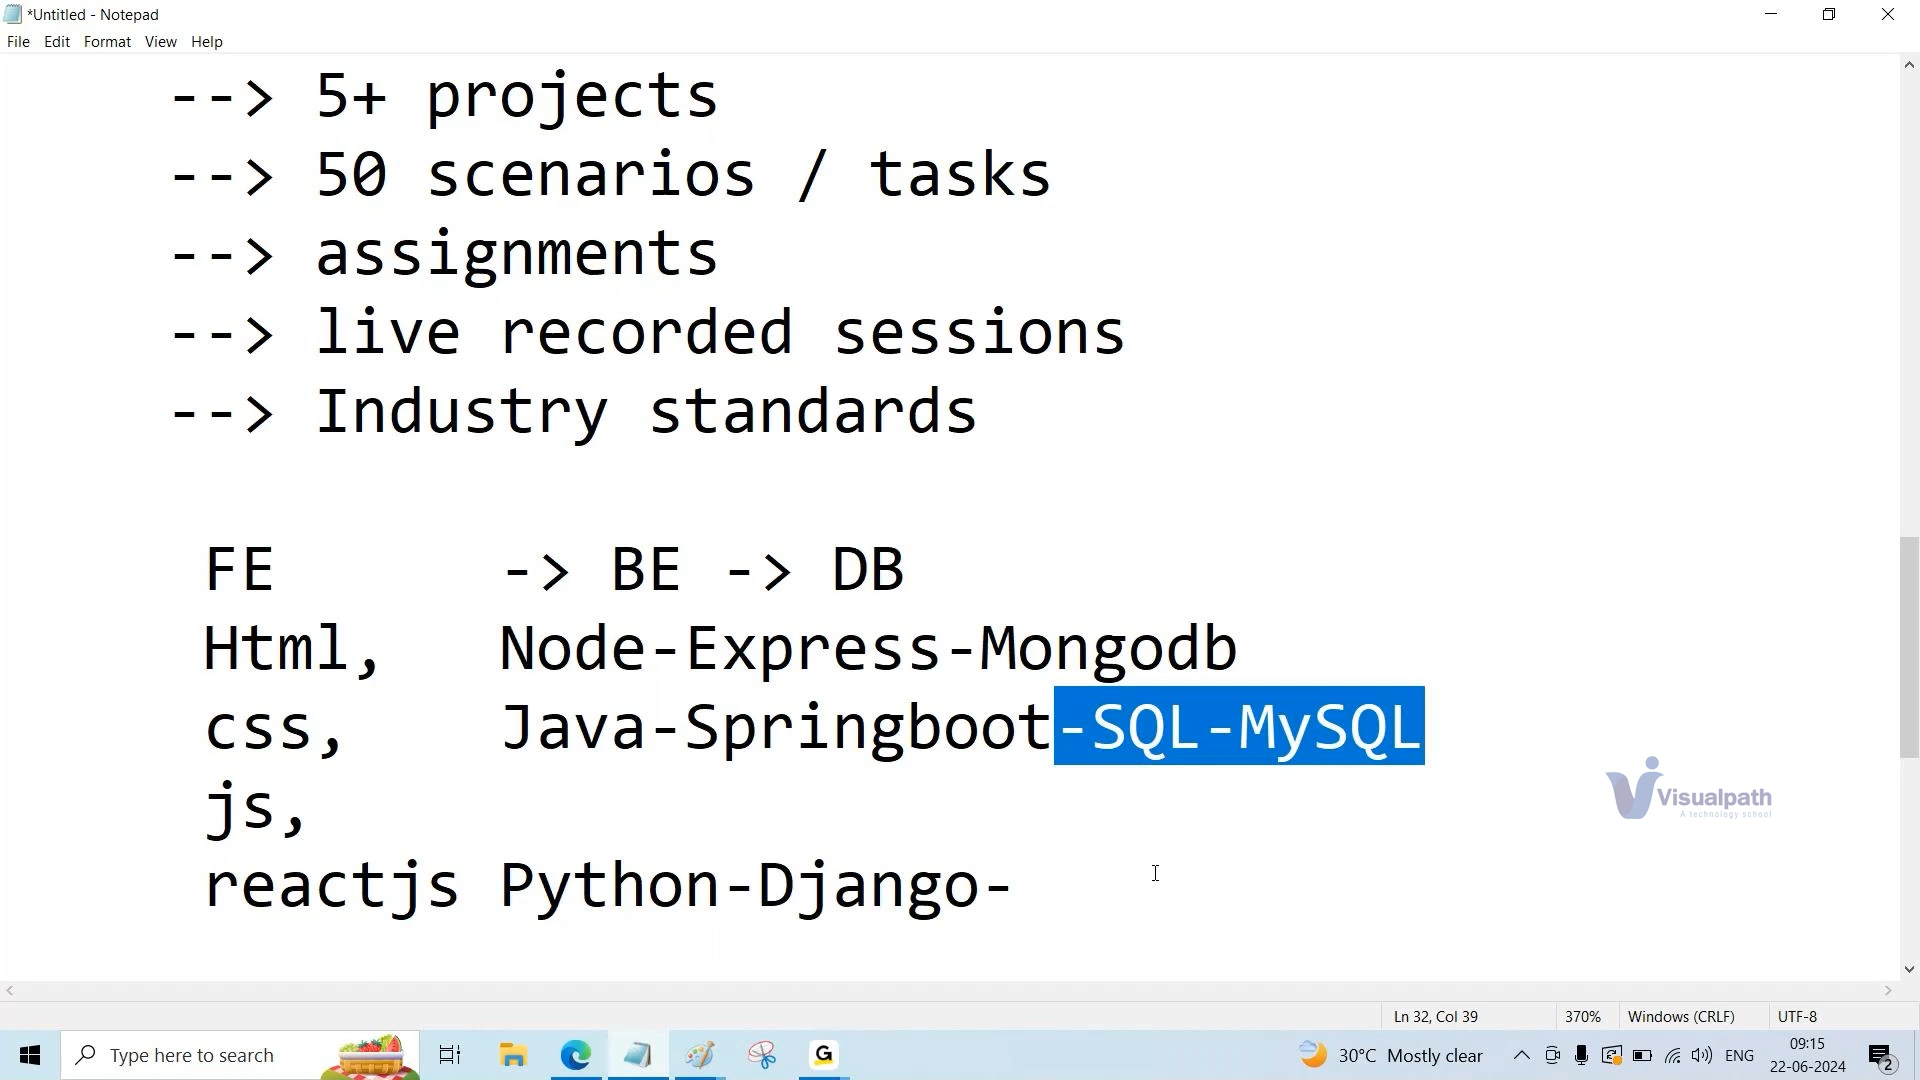 *Untitled - Notepad
File Edit Format View Help
--> 5+ projects
--> 50 scenarios / tasks
--> assignments
--> live recorded sessions
--> Industry standards
FE -> BE -> DB
Html, Node-Express-Mongodb
css, Java-Springboot-SQL-MySQL
js,
reactjs Python-Django-
Visualpath
A technology school
Ln 32, Col 39 370% Windows (CRLF) UTF-8
Type here to search G 30°C Mostly clear ENG 09:15
22-06-2024 2